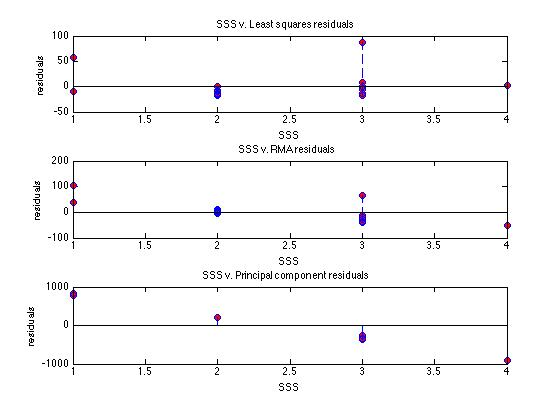 SSS v. Least squares residuals
100
50
0
-50
residuals
1 1.5 2 2.5 3 3.5 4
SSS
SSS v. RMA residuals
200
100
0
-100
residuals
1 1.5 2 2.5 3 3.5 4
SSS
SSS v. Principal component residuals
1000
0
-1000
residuals
1 1.5 2 2.5 3 3.5 4
SSS